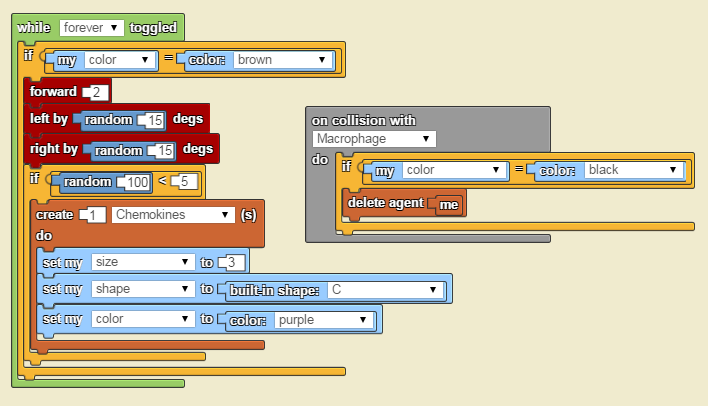 while forever toggled
if my color = color: brown
forward 2
left by random 15 degs
right by random 15 degs
if random 100 < 5
create 1 Chemokines (s)
do
set my size to 3
set my shape to built-in shape: C
set my color to color: purple
on collision with
Macrophage
do if my color = color: black
delete agent me